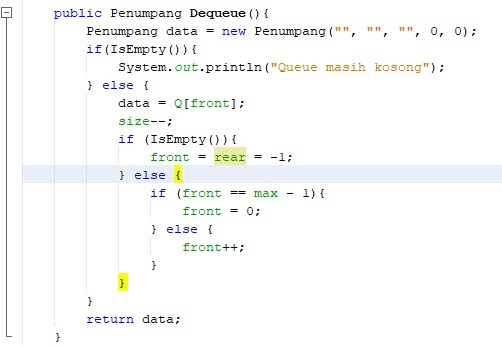 public Penumpang Dequeue(){
Penumpang data = new Penumpang("", "", "", 0, 0);
if(IsEmpty()){
System.out.println("Queue masih kosong");
} else {
data = Q[front];
size--;
if (IsEmpty()){
front = rear = -1;
} else {
if (front == max - 1){
front = 0;
} else {
front++;
}
}
}
return data;
}